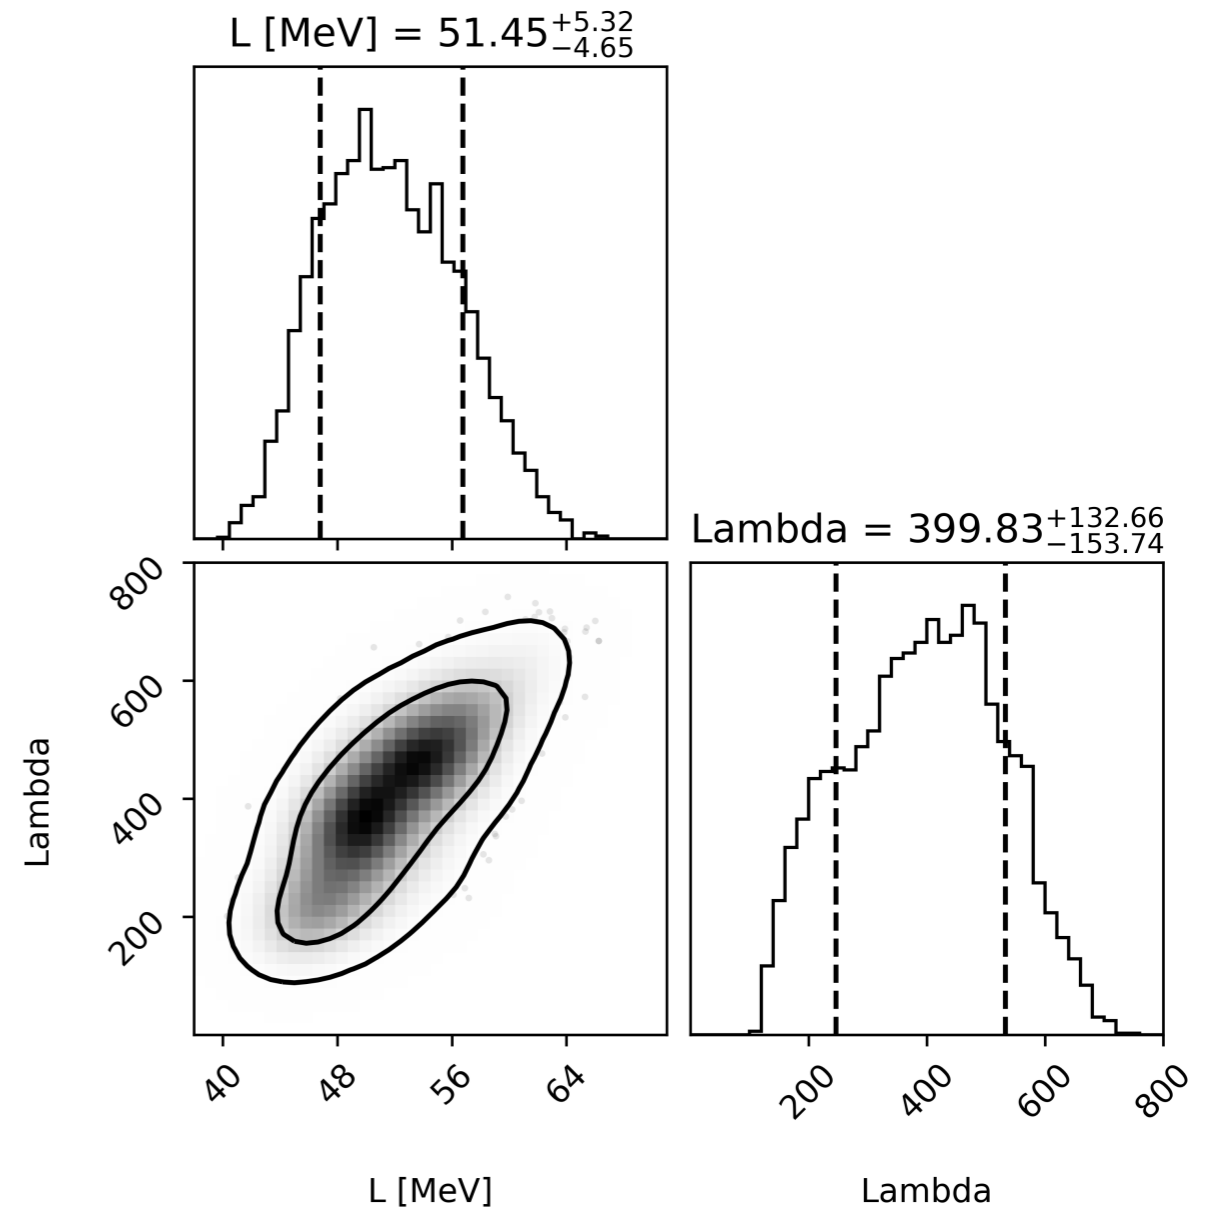 L [MeV] = 51.45+5.32−4.65
Lambda = 399.83+132.66−153.74
800
600
400
200
Lambda
40 48 56 64
200 400 600 800
L [MeV]
Lambda